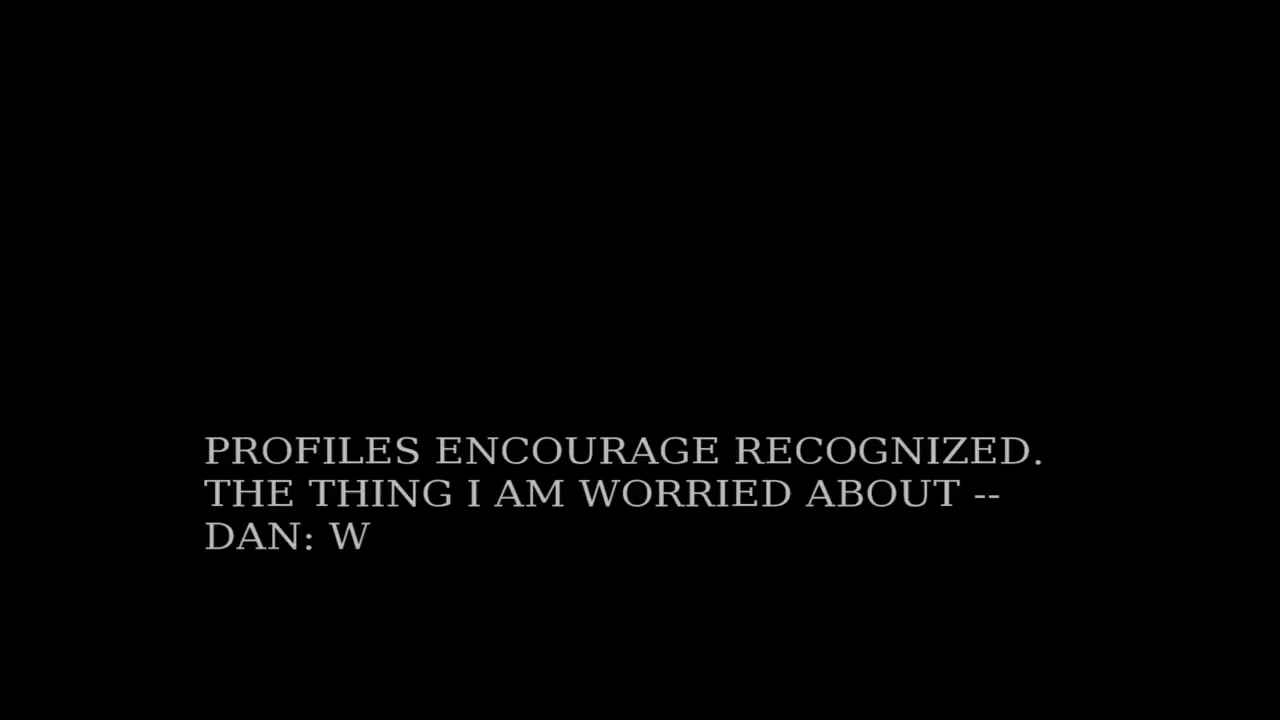 PROFILES ENCOURAGE RECOGNIZED.
THE THING I AM WORRIED ABOUT --
DAN: W